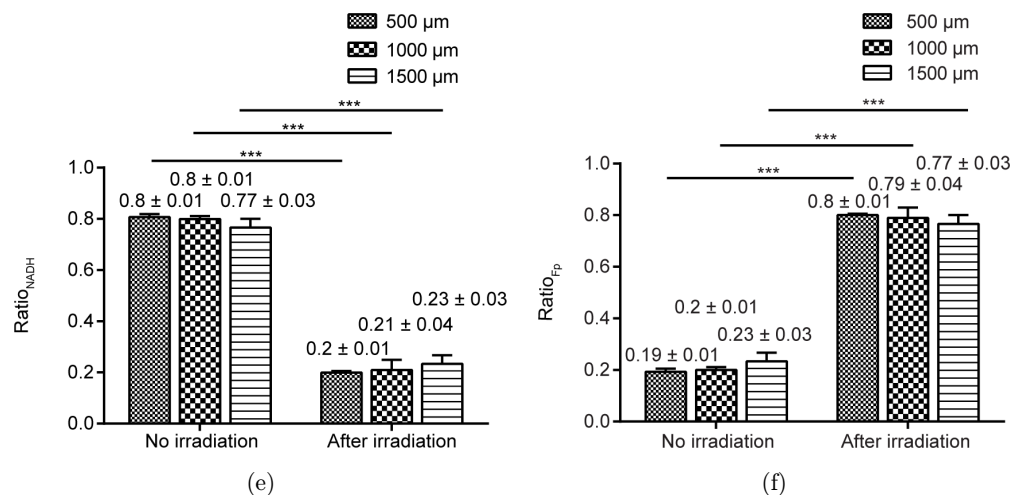 500 µm
1000 µm
1500 µm
***
***
***
1.0
0.8 ± 0.01
0.8 ± 0.01
0.77 ± 0.03
0.8
0.6
0.4
0.2
0.0
Ratio_NADH
0.23 ± 0.03
0.21 ± 0.04
0.2 ± 0.01
No irradiation
After irradiation
(e)
500 µm
1000 µm
1500 µm
***
***
***
1.0
0.77 ± 0.03
0.79 ± 0.04
0.8 ± 0.01
0.8
0.6
0.4
0.2
0.0
Ratio_Fp
0.2 ± 0.01
0.23 ± 0.03
0.19 ± 0.01
No irradiation
After irradiation
(f)